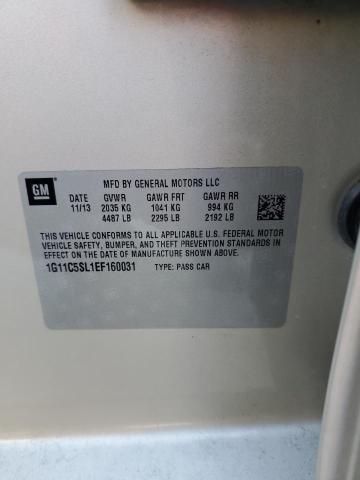 GM
MFD BY GENERAL MOTORS LLC
DATE GVWR GAWR FRT GAWR RR
11/13 2035 KG 1041 KG 994 KG
4487 LB 2295 LB 2192 LB
THIS VEHICLE CONFORMS TO ALL APPLICABLE U.S. FEDERAL MOTOR
VEHICLE SAFETY, BUMPER, AND THEFT PREVENTION STANDARDS IN
EFFECT ON THE DATE OF MANUFACTURE SHOWN ABOVE.
1G11C5SL1EF160031 TYPE: PASS CAR